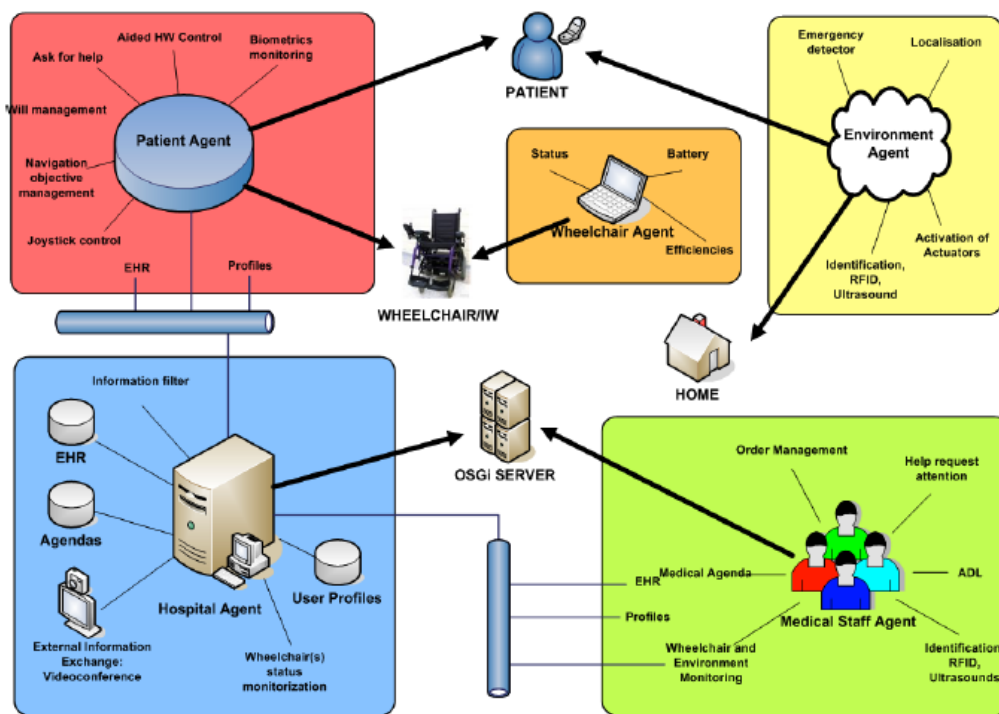 Aided HW Control
Biometrics
monitoring
Ask for help
Will management
Patient Agent
Navigation
objective
management
Joystick control
EHR
Profiles
PATIENT
Emergency
detector
Localisation
Environment
Agent
Activation of
Actuators
Identification,
RFID,
Ultrasound
Status
Battery
Wheelchair Agent
Efficiencies
WHEELCHAIR/IW
HOME
Information filter
EHR
Agendas
Hospital Agent
User Profiles
External Information
Exchange:
Videoconference
Wheelchair(s)
status
monitorization
OSGi SERVER
Order Management
Help request
attention
EHR
Medical Agenda
ADL
Profiles
Medical Staff Agent
Wheelchair and
Environment
Monitoring
Identification,
RFID,
Ultrasounds